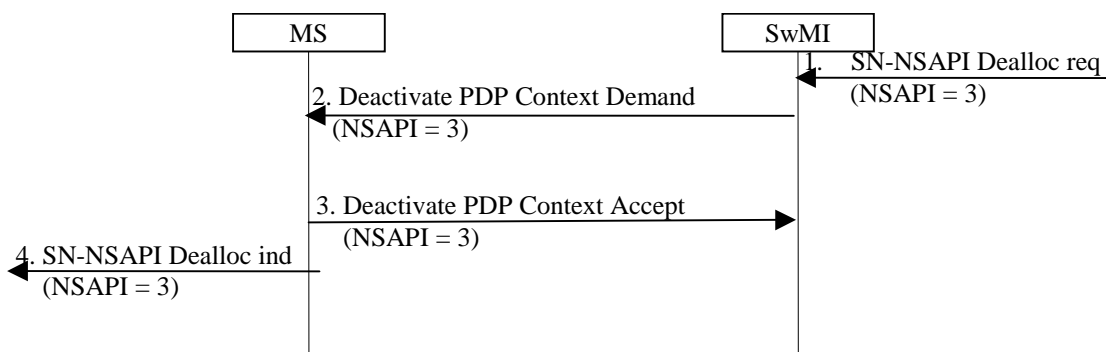 MS
SwMI
1. SN-NSAPI Dealloc req
(NSAPI = 3)
2. Deactivate PDP Context Demand
(NSAPI = 3)
3. Deactivate PDP Context Accept
(NSAPI = 3)
4. SN-NSAPI Dealloc ind
(NSAPI = 3)